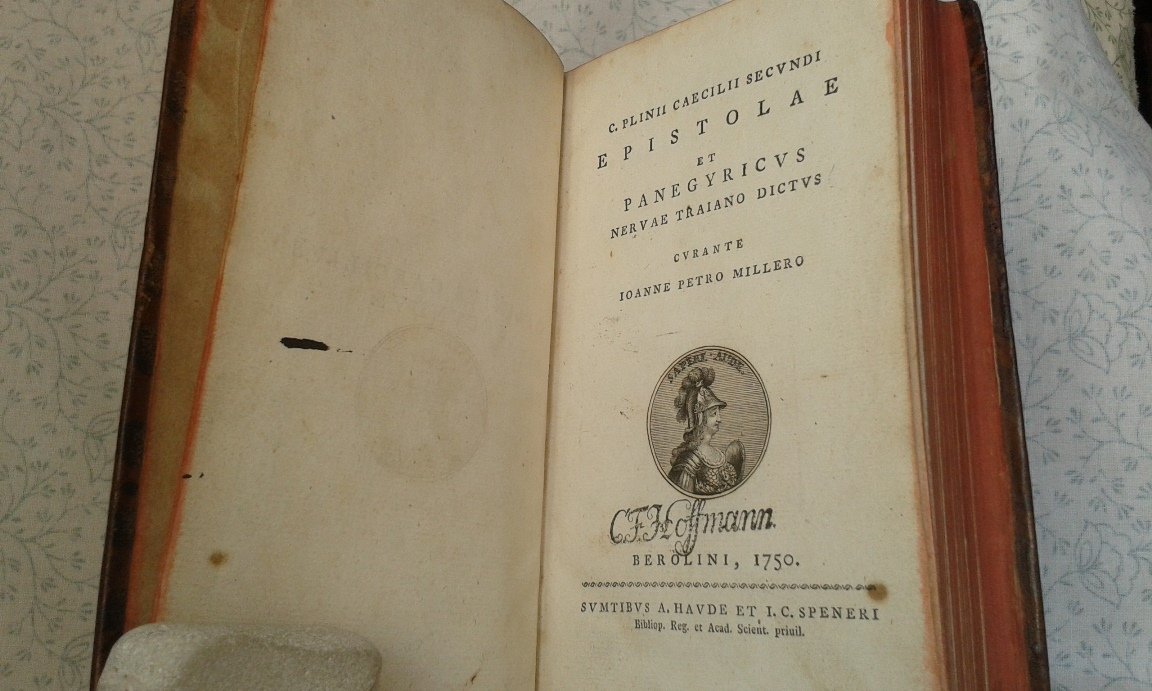 C. PLINII CAECILII SECVNDI
EPISTOLAE
ET
PANEGYRICVS
NERVAE TRAIANO DICTVS
CVRANTE
IOANNE PETRO MILLERO
SAPERE AUDE.
C.F.Hoffmann.
BEROLINI, 1750.
SVMTIBVS A. HAVDE ET I. C. SPENERI
Bibliop. Reg. et Acad. Scient. priuil.